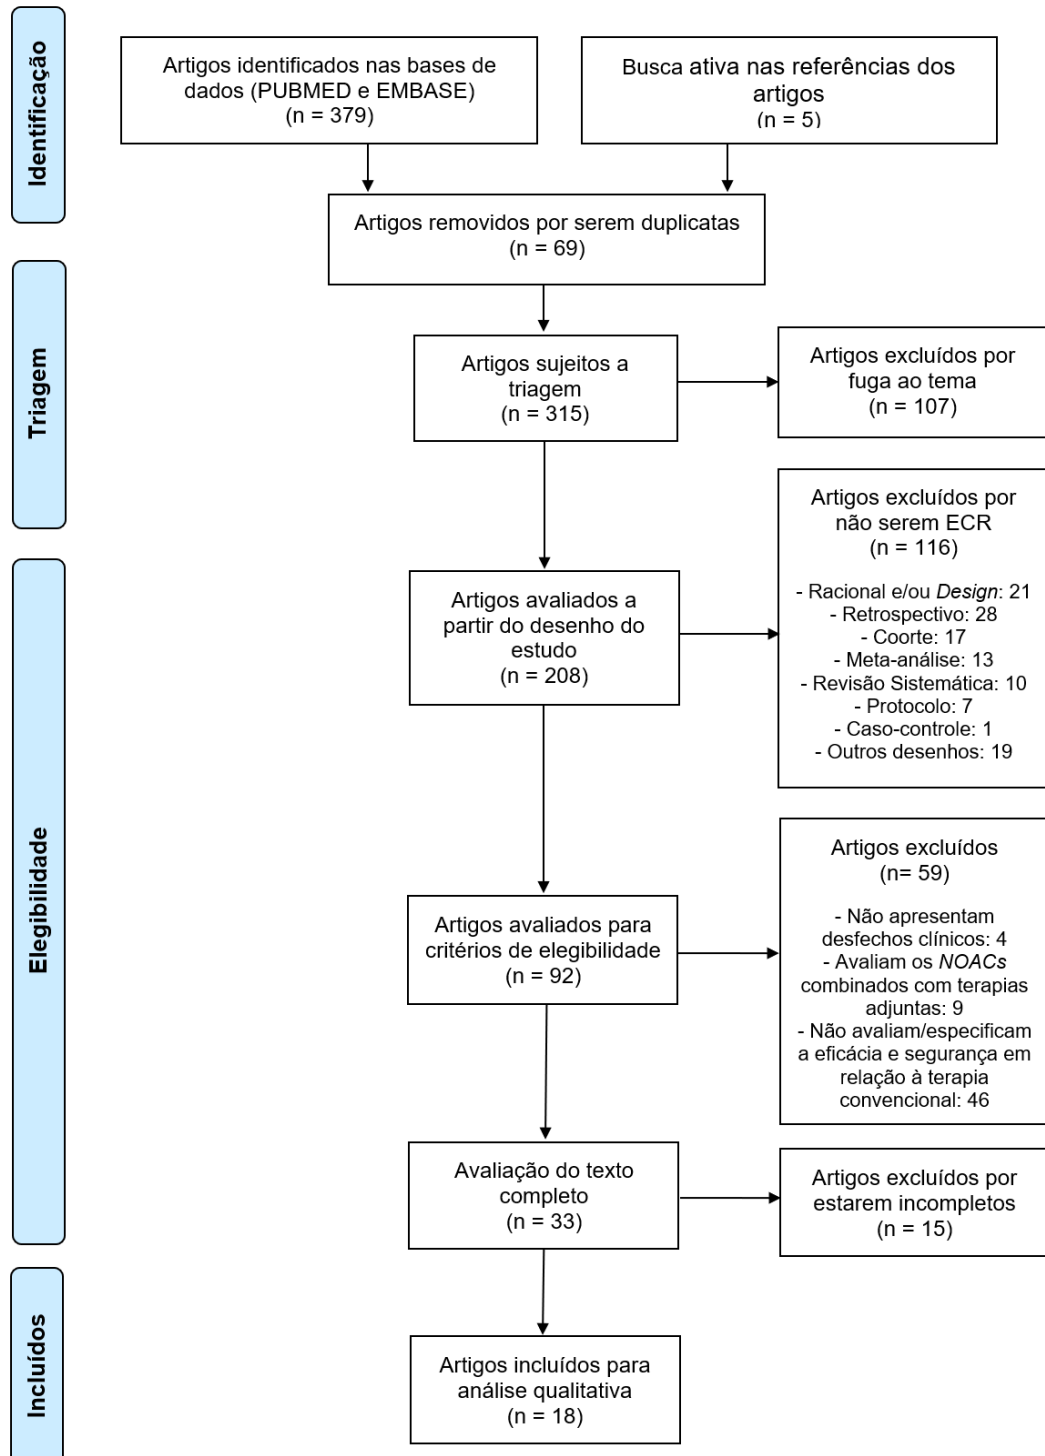 Identificação
Artigos identificados nas bases de
dados (PUBMED e EMBASE)
(n = 379)
Busca ativa nas referências dos
artigos
(n = 5)
Artigos removidos por serem duplicatas
(n = 69)
Triagem
Artigos sujeitos a
triagem
(n = 315)
Artigos excluídos por
fuga ao tema
(n = 107)
Elegibilidade
Artigos avaliados a
partir do desenho do
estudo
(n = 208)
Artigos excluídos por
não serem ECR
(n = 116)
- Racional e/ou Design: 21
- Retrospectivo: 28
- Coorte: 17
- Meta-análise: 13
- Revisão Sistemática: 10
- Protocolo: 7
- Caso-controle: 1
- Outros desenhos: 19
Artigos avaliados para
critérios de elegibilidade
(n = 92)
Artigos excluídos
(n= 59)
- Não apresentam
desfechos clínicos: 4
- Avaliam os NOACs
combinados com terapias
adjuntas: 9
- Não avaliam/especificam
a eficácia e segurança em
relação à terapia
convencional: 46
Avaliação do texto
completo
(n = 33)
Artigos excluídos por
estarem incompletos
(n = 15)
Incluídos
Artigos incluídos para
análise qualitativa
(n = 18)